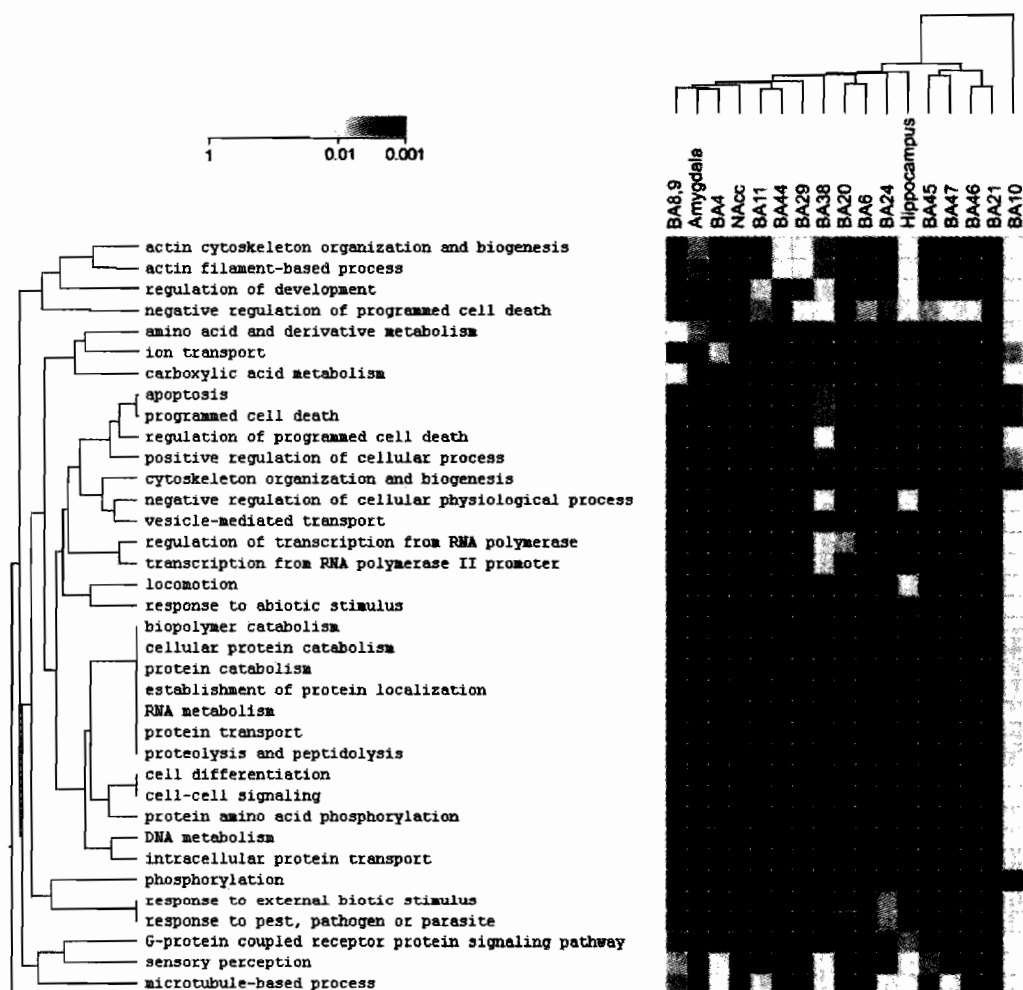 1 0.01 0.001
BA8,9
Amygdala
BA4
NAcc
BA11
BA44
BA29
BA38
BA20
BA6
BA24
Hippocampus
BA45
BA47
BA46
BA21
BA10
actin cytoskeleton organization and biogenesis
actin filament-based process
regulation of development
negative regulation of programmed cell death
amino acid and derivative metabolism
ion transport
carboxylic acid metabolism
apoptosis
programmed cell death
regulation of programmed cell death
positive regulation of cellular process
cytoskeleton organization and biogenesis
negative regulation of cellular physiological process
vesicle-mediated transport
regulation of transcription from RNA polymerase
transcription from RNA polymerase II promoter
locomotion
response to abiotic stimulus
biopolymer catabolism
cellular protein catabolism
protein catabolism
establishment of protein localization
RNA metabolism
protein transport
proteolysis and peptidolysis
cell differentiation
cell-cell signaling
protein amino acid phosphorylation
DNA metabolism
intracellular protein transport
phosphorylation
response to external biotic stimulus
response to pest, pathogen or parasite
G-protein coupled receptor protein signaling pathway
sensory perception
microtubule-based process